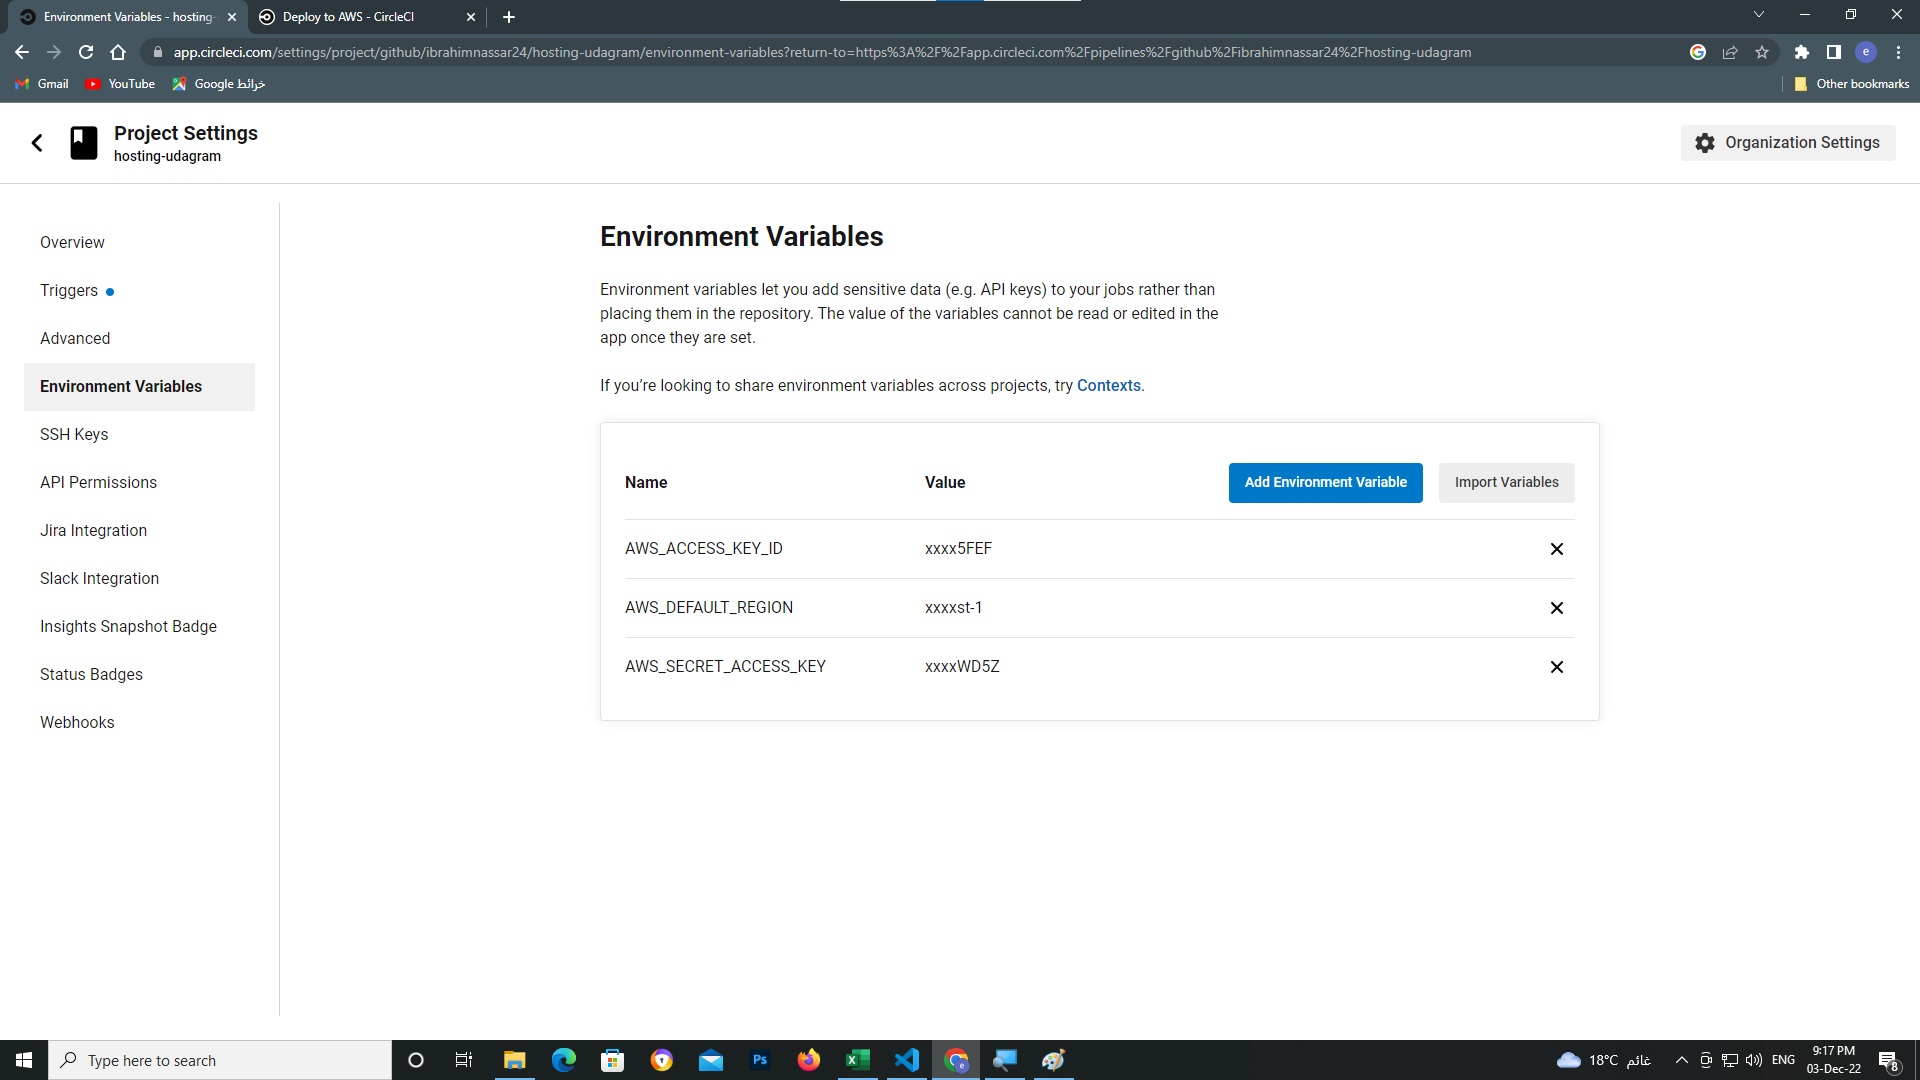 Environment Variables - hosting-
Deploy to AWS - CircleCI
app.circleci.com/settings/project/github/ibrahimnassar24/hosting-udagram/environment-variables?return-to=https%3A%2F%2Fapp.circleci.com%2Fpipelines%2Fgithub%2Fibrahimnassar24%2Fhosting-udagram
e
Gmail
YouTube
خرائط Google
Other bookmarks
Project Settings
hosting-udagram
Organization Settings
Overview
Triggers
Advanced
Environment Variables
SSH Keys
API Permissions
Jira Integration
Slack Integration
Insights Snapshot Badge
Status Badges
Webhooks
Environment Variables
Environment variables let you add sensitive data (e.g. API keys) to your jobs rather than
placing them in the repository. The value of the variables cannot be read or edited in the
app once they are set.
If you’re looking to share environment variables across projects, try Contexts.
Name Value Add Environment Variable Import Variables
AWS_ACCESS_KEY_ID xxxx5FEF
AWS_DEFAULT_REGION xxxxst-1
AWS_SECRET_ACCESS_KEY xxxxWD5Z
Type here to search
Ps
18°C غائم
ENG
9:17 PM
03-Dec-22
8